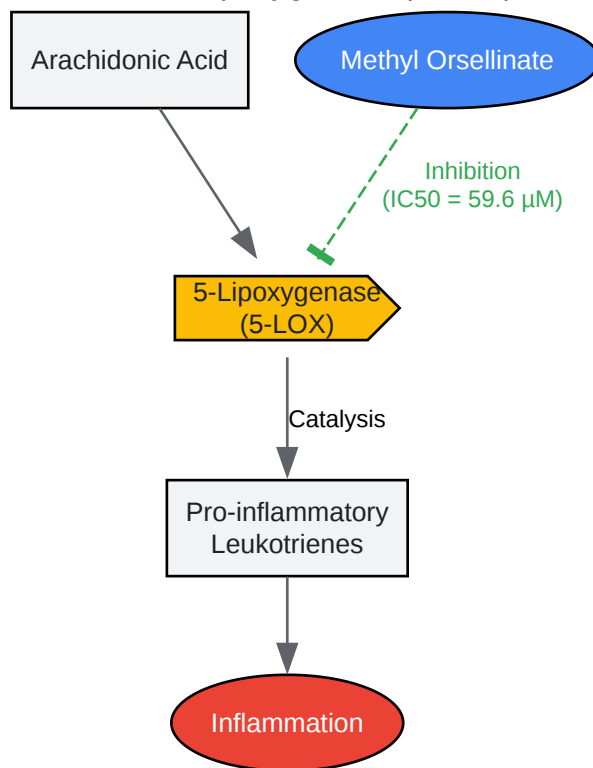 Arachidonic Acid
Methyl Orsellinate
Inhibition
(IC50 = 59.6 µM)
5-Lipoxygenase
(5-LOX)
Catalysis
Pro-inflammatory
Leukotrienes
Inflammation